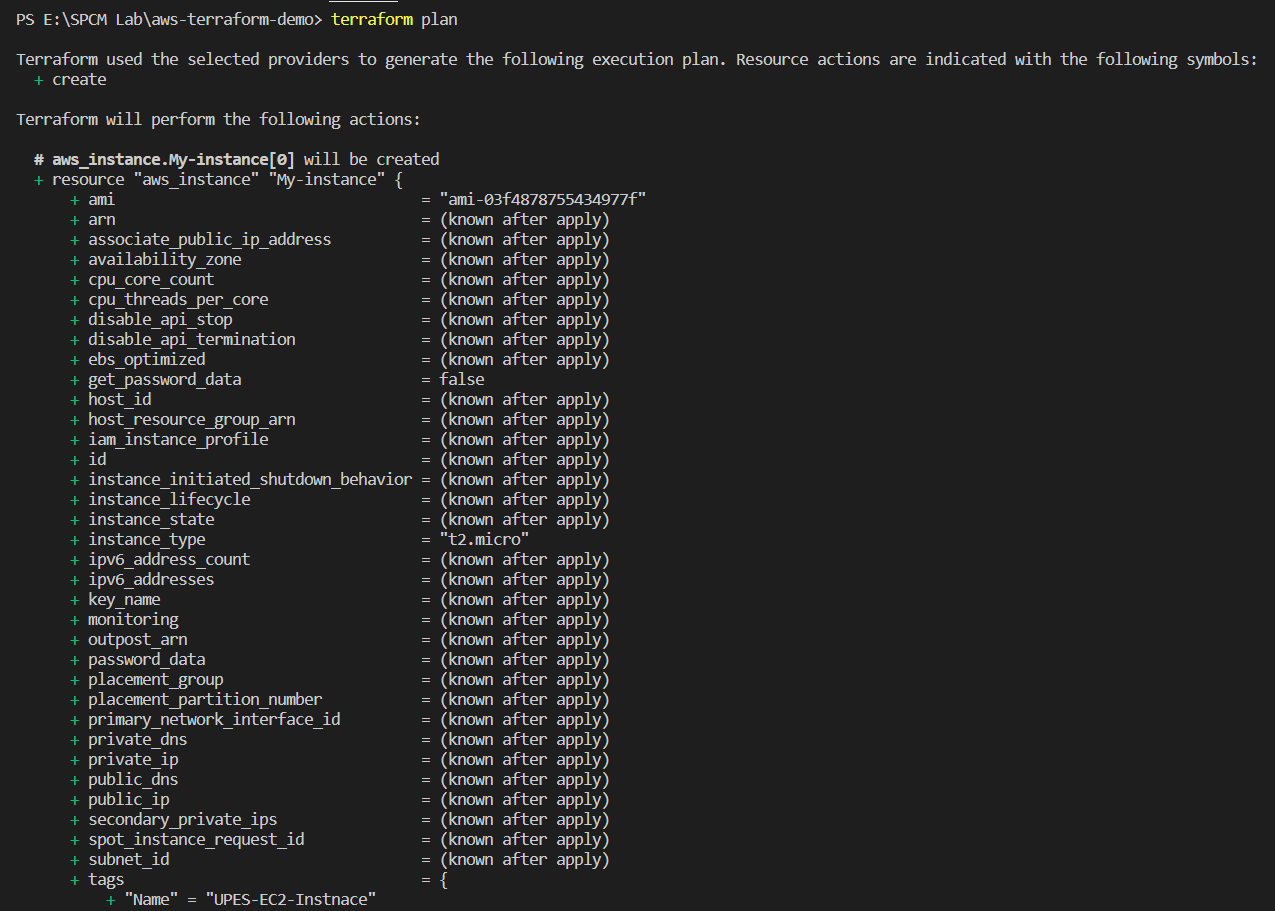 PS E:\SPCM Lab\aws-terraform-demo> terraform plan
Terraform used the selected providers to generate the following execution plan. Resource actions are indicated with the following symbols:
+ create
Terraform will perform the following actions:
# aws_instance.My-instance[0] will be created
+ resource "aws_instance" "My-instance" {
+ ami = "ami-03f4878755434977f"
+ arn = (known after apply)
+ associate_public_ip_address = (known after apply)
+ availability_zone = (known after apply)
+ cpu_core_count = (known after apply)
+ cpu_threads_per_core = (known after apply)
+ disable_api_stop = (known after apply)
+ disable_api_termination = (known after apply)
+ ebs_optimized = (known after apply)
+ get_password_data = false
+ host_id = (known after apply)
+ host_resource_group_arn = (known after apply)
+ iam_instance_profile = (known after apply)
+ id = (known after apply)
+ instance_initiated_shutdown_behavior = (known after apply)
+ instance_lifecycle = (known after apply)
+ instance_state = (known after apply)
+ instance_type = "t2.micro"
+ ipv6_address_count = (known after apply)
+ ipv6_addresses = (known after apply)
+ key_name = (known after apply)
+ monitoring = (known after apply)
+ outpost_arn = (known after apply)
+ password_data = (known after apply)
+ placement_group = (known after apply)
+ placement_partition_number = (known after apply)
+ primary_network_interface_id = (known after apply)
+ private_dns = (known after apply)
+ private_ip = (known after apply)
+ public_dns = (known after apply)
+ public_ip = (known after apply)
+ secondary_private_ips = (known after apply)
+ spot_instance_request_id = (known after apply)
+ subnet_id = (known after apply)
+ tags = {
+ "Name" = "UPES-EC2-Instnace"